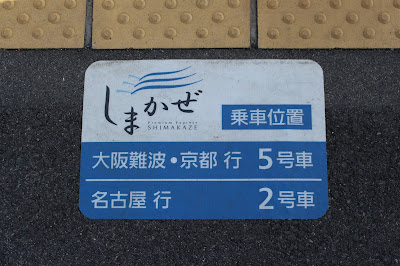 しまかぜ
Premium Express
SHIMAKAZE
乗車位置
大阪難波・京都 行 5号車
名古屋 行 2号車